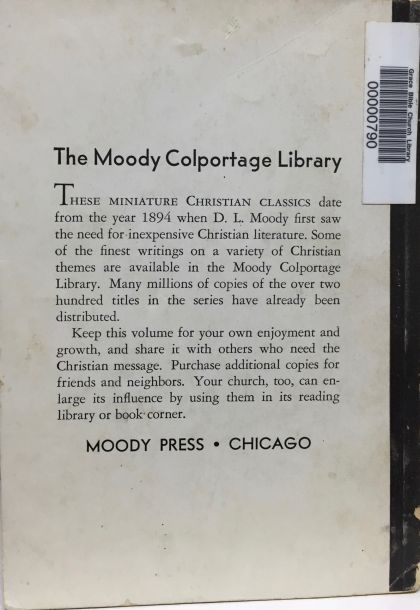 Grace Bible Church Library
00000790
The Moody Colportage Library
THESE MINIATURE CHRISTIAN CLASSICS date
from the year 1894 when D. L. Moody first saw
the need for inexpensive Christian literature. Some
of the finest writings on a variety of Christian
themes are available in the Moody Colportage
Library. Many millions of copies of the over two
hundred titles in the series have already been
distributed.
Keep this volume for your own enjoyment and
growth, and share it with others who need the
Christian message. Purchase additional copies for
friends and neighbors. Your church, too, can en-
large its influence by using them in its reading
library or book corner.
MOODY PRESS • CHICAGO